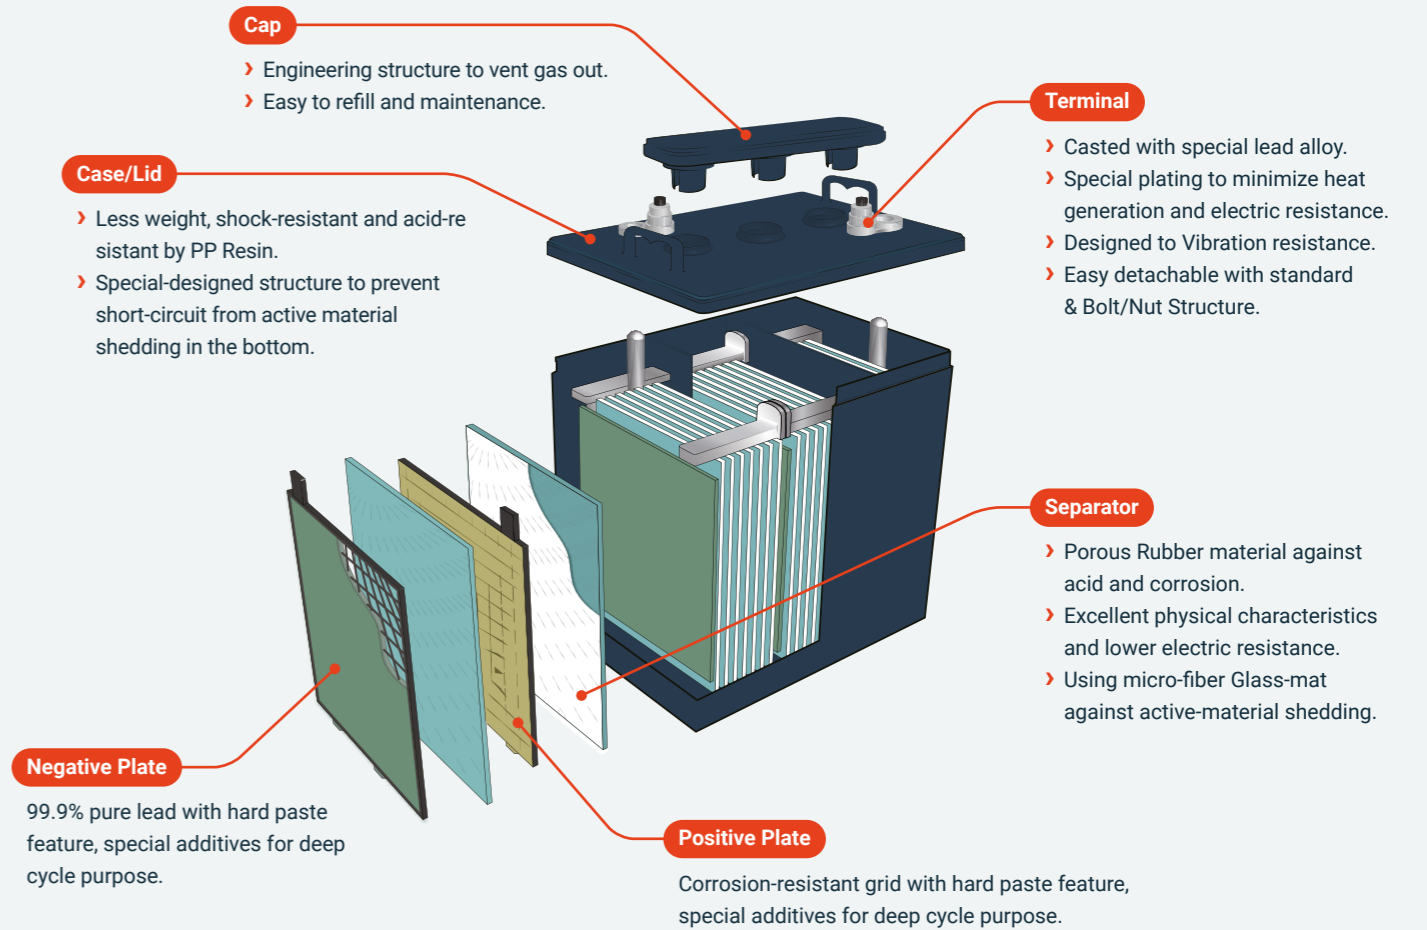 Cap
› Engineering structure to vent gas out.
› Easy to refill and maintenance.
Case/Lid
› Less weight, shock-resistant and acid-re
sistant by PP Resin.
› Special-designed structure to prevent
short-circuit from active material
shedding in the bottom.
Terminal
› Casted with special lead alloy.
› Special plating to minimize heat
generation and electric resistance.
› Designed to Vibration resistance.
› Easy detachable with standard
& Bolt/Nut Structure.
Separator
› Porous Rubber material against
acid and corrosion.
› Excellent physical characteristics
and lower electric resistance.
› Using micro-fiber Glass-mat
against active-material shedding.
Negative Plate
99.9% pure lead with hard paste
feature, special additives for deep
cycle purpose.
Positive Plate
Corrosion-resistant grid with hard paste feature,
special additives for deep cycle purpose.